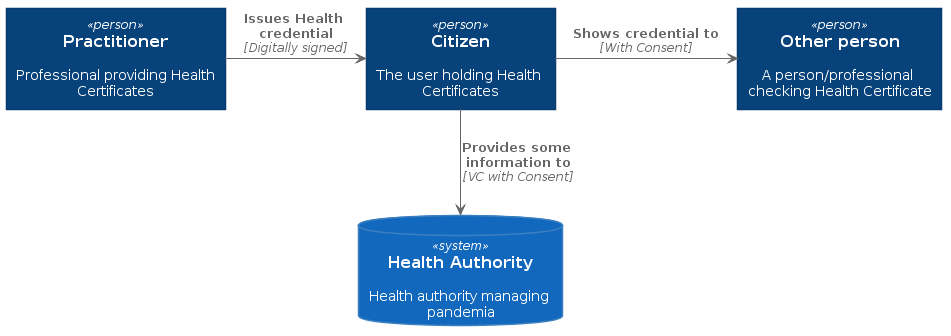 «person»
Practitioner
Professional providing Health
Certificates
Issues Health
credential
[Digitally signed]
«person»
Citizen
The user holding Health
Certificates
Shows credential to
[With Consent]
«person»
Other person
A person/professional
checking Health Certificate
Provides some
information to
[VC with Consent]
«system»
Health Authority
Health authority managing
pandemia